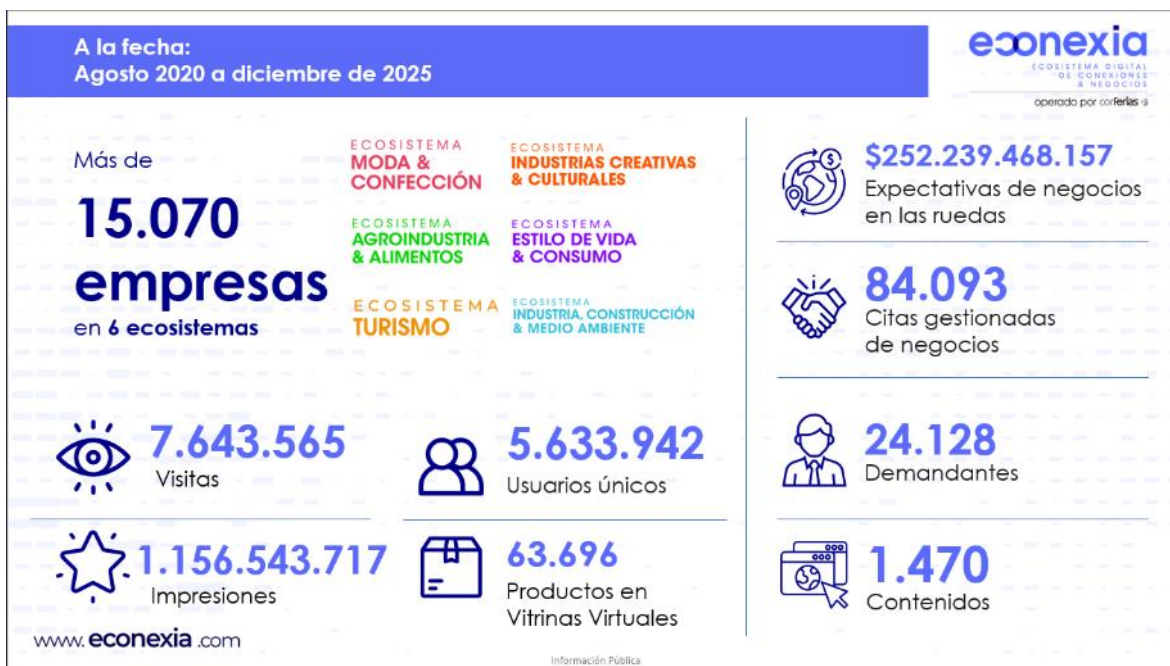 A la fecha:
Agosto 2020 a diciembre de 2025
econexia
ECOSISTEMA DIGITAL
DE CONEXIONES
& NEGOCIOS
operado por corferias
Más de
15.070
empresas
en 6 ecosistemas
ECOSISTEMA
MODA &
CONFECCIÓN
ECOSISTEMA
INDUSTRIAS CREATIVAS
& CULTURALES
ECOSISTEMA
AGROINDUSTRIA
& ALIMENTOS
ECOSISTEMA
ESTILO DE VIDA
& CONSUMO
ECOSISTEMA
TURISMO
ECOSISTEMA
INDUSTRIA, CONSTRUCCIÓN
& MEDIO AMBIENTE
7.643.565
Visitas
5.633.942
Usuarios únicos
1.156.543.717
Impresiones
63.696
Productos en
Vitrinas Virtuales
$252.239.468.157
Expectativas de negocios
en las ruedas
84.093
Citas gestionadas
de negocios
24.128
Demandantes
1.470
Contenidos
www.econexia.com
Información Pública